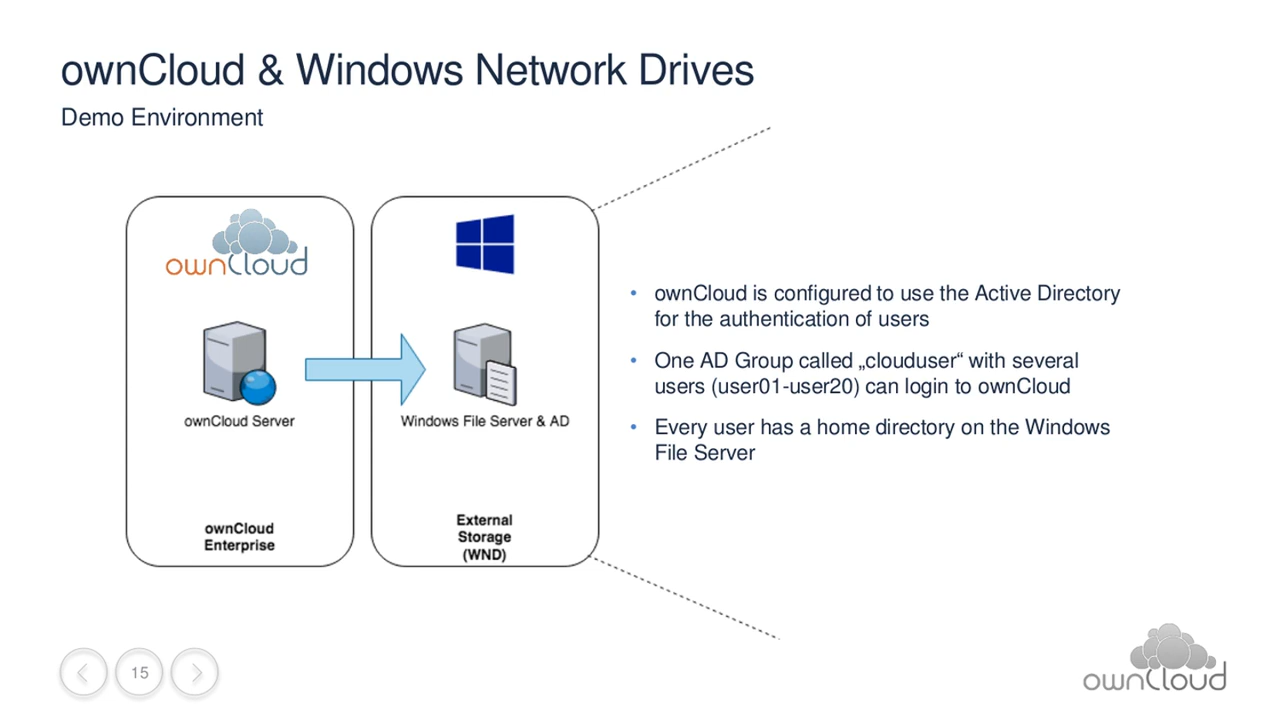 ownCloud & Windows Network Drives
Demo Environment
ownCloud
ownCloud Server
ownCloud
Enterprise
Windows File Server & AD
External
Storage
(WND)
• ownCloud is configured to use the Active Directory
for the authentication of users
• One AD Group called „clouduser“ with several
users (user01-user20) can login to ownCloud
• Every user has a home directory on the Windows
File Server
15
ownCloud